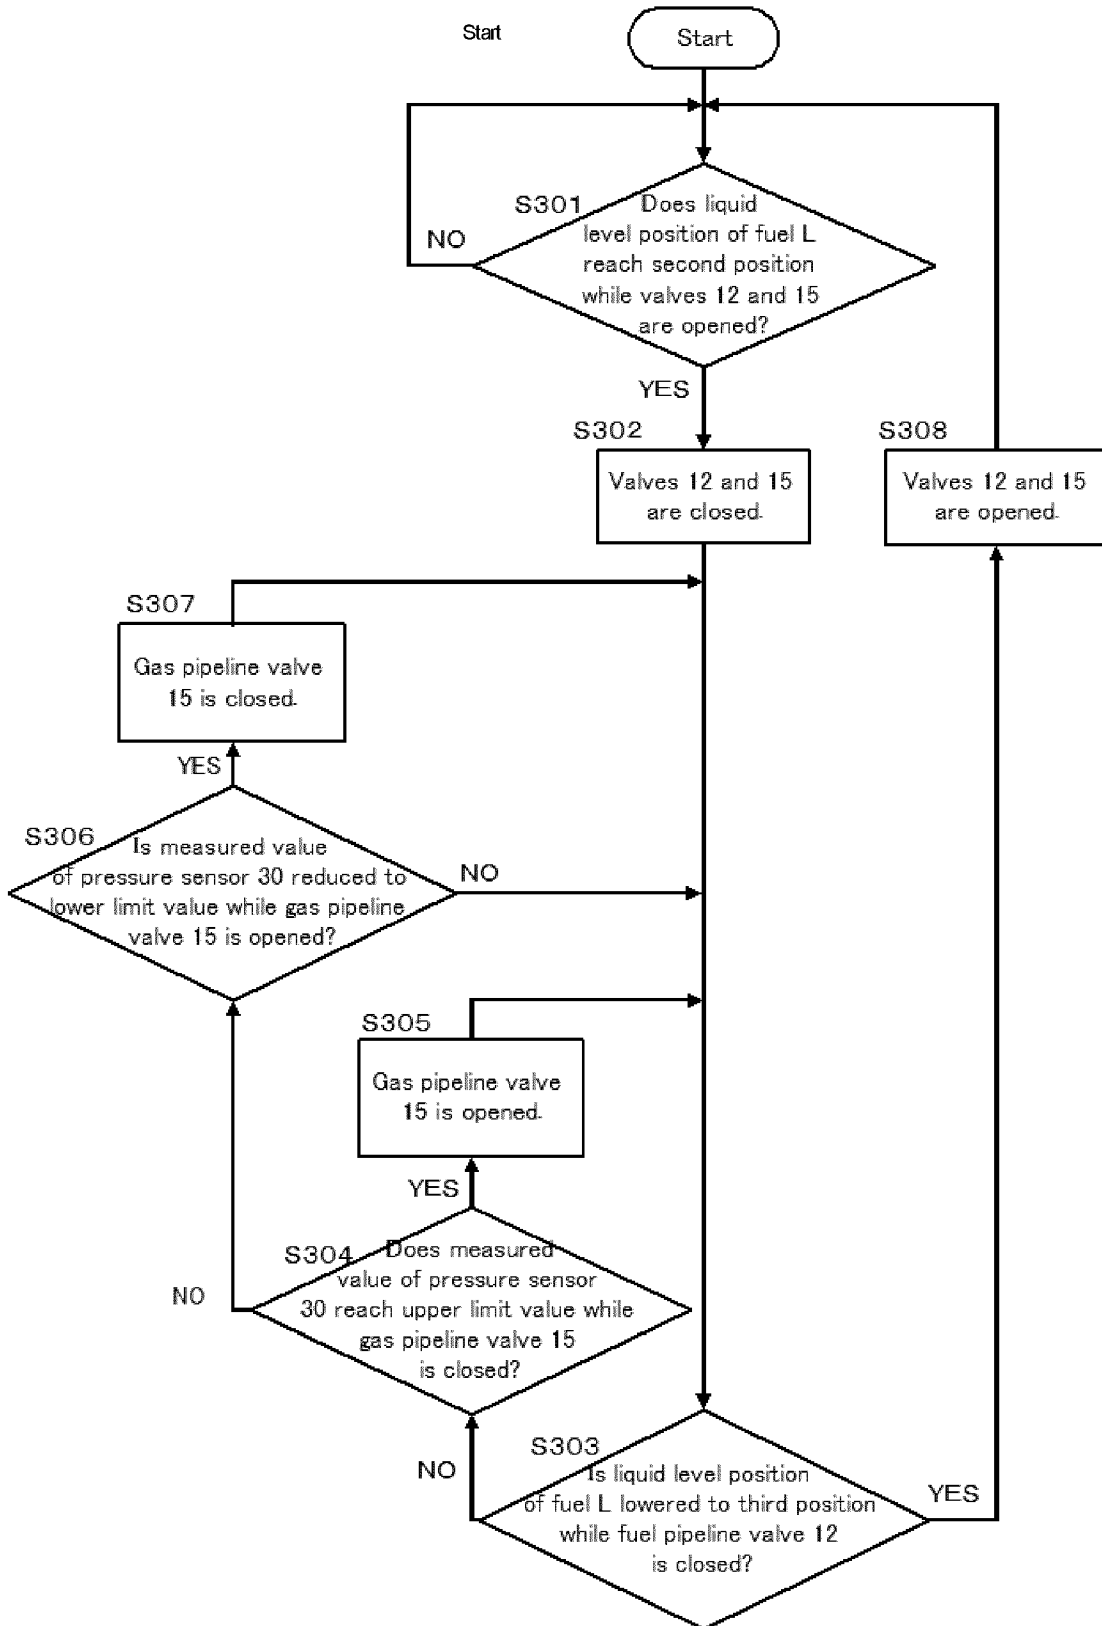 Start
Start
S301
Does liquid
level position of fuel L
reach second position
while valves 12 and 15
are opened?
NO
YES
S302
Valves 12 and 15
are closed.
S308
Valves 12 and 15
are opened.
S307
Gas pipeline valve
15 is closed.
YES
S306
Is measured value
of pressure sensor 30 reduced to
lower limit value while gas pipeline
valve 15 is opened?
NO
S305
Gas pipeline valve
15 is opened.
YES
S304
Does measured
value of pressure sensor
30 reach upper limit value while
gas pipeline valve 15
is closed?
NO
S303
Is liquid level position
of fuel L lowered to third position
while fuel pipeline valve 12
is closed?
NO
YES